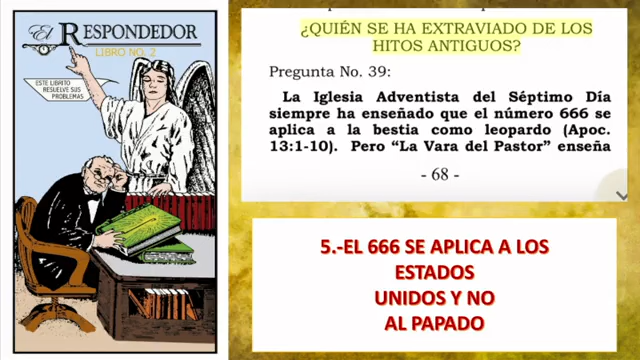 El RESPONDEDOR
LIBRO NO. 2
ESTE LIBRITO
RESUELVE SUS
PROBLEMAS
¿QUIÉN SE HA EXTRAVIADO DE LOS
HITOS ANTIGUOS?
Pregunta No. 39:
La Iglesia Adventista del Séptimo Día
siempre ha enseñado que el número 666 se
aplica a la bestia como leopardo (Apoc.
13:1-10). Pero “La Vara del Pastor” enseña
- 68 -
5.-EL 666 SE APLICA A LOS
ESTADOS
UNIDOS Y NO
AL PAPADO